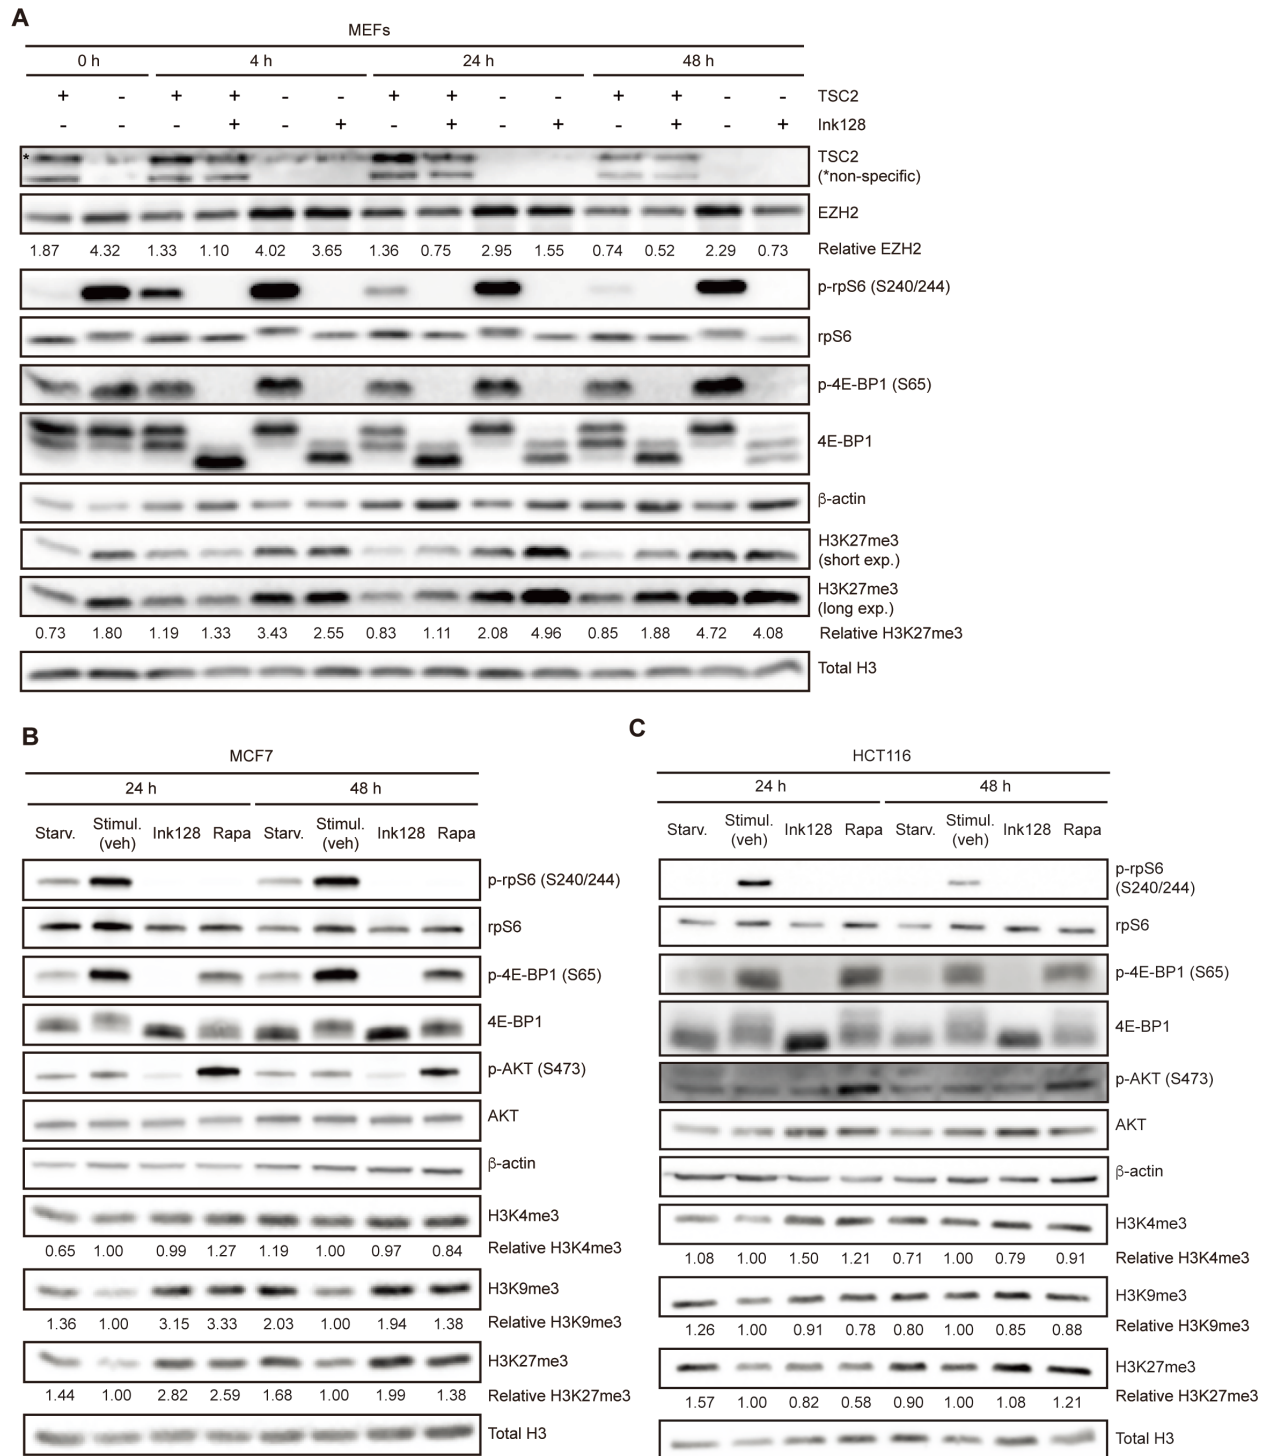 A
MEFs
0 h 4 h 24 h 48 h
+ - + + - - + + - - + + - - TSC2
- - - + - + - + - + - + - + Ink128
* TSC2
(*non-specific)
EZH2
1.87 4.32 1.33 1.10 4.02 3.65 1.36 0.75 2.95 1.55 0.74 0.52 2.29 0.73 Relative EZH2
p-rpS6 (S240/244)
rpS6
p-4E-BP1 (S65)
4E-BP1
β-actin
H3K27me3
(short exp.)
H3K27me3
(long exp.)
0.73 1.80 1.19 1.33 3.43 2.55 0.83 1.11 2.08 4.96 0.85 1.88 4.72 4.08 Relative H3K27me3
Total H3
B
MCF7
24 h 48 h
Starv. Stimul. (veh) Ink128 Rapa Starv. Stimul. (veh) Ink128 Rapa
p-rpS6 (S240/244)
rpS6
p-4E-BP1 (S65)
4E-BP1
p-AKT (S473)
AKT
β-actin
H3K4me3
0.65 1.00 0.99 1.27 1.19 1.00 0.97 0.84 Relative H3K4me3
H3K9me3
1.36 1.00 3.15 3.33 2.03 1.00 1.94 1.38 Relative H3K9me3
H3K27me3
1.44 1.00 2.82 2.59 1.68 1.00 1.99 1.38 Relative H3K27me3
Total H3
C
HCT116
24 h 48 h
Starv. Stimul. (veh) Ink128 Rapa Starv. Stimul. (veh) Ink128 Rapa
p-rpS6
(S240/244)
rpS6
p-4E-BP1 (S65)
4E-BP1
p-AKT (S473)
AKT
β-actin
H3K4me3
1.08 1.00 1.50 1.21 0.71 1.00 0.79 0.91 Relative H3K4me3
H3K9me3
1.26 1.00 0.91 0.78 0.80 1.00 0.85 0.88 Relative H3K9me3
H3K27me3
1.57 1.00 0.82 0.58 0.90 1.00 1.08 1.21 Relative H3K27me3
Total H3